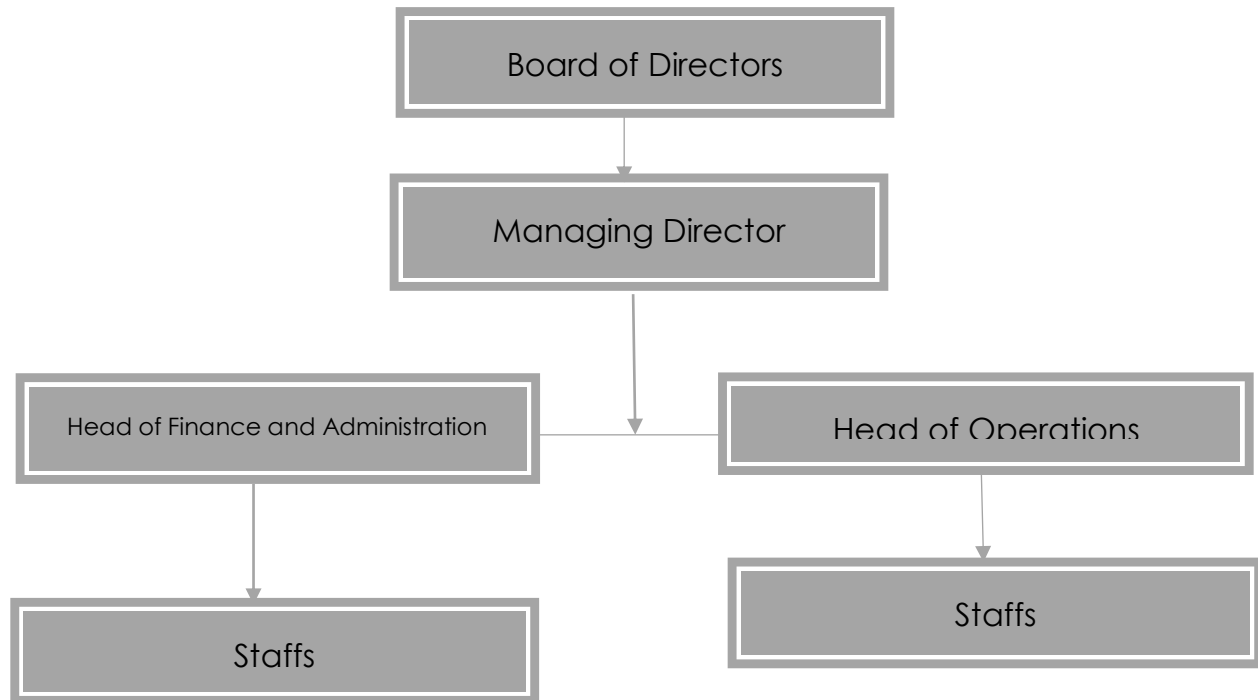 Board of Directors
Managing Director
Head of Finance and Administration
Head of Operations
Staffs
Staffs